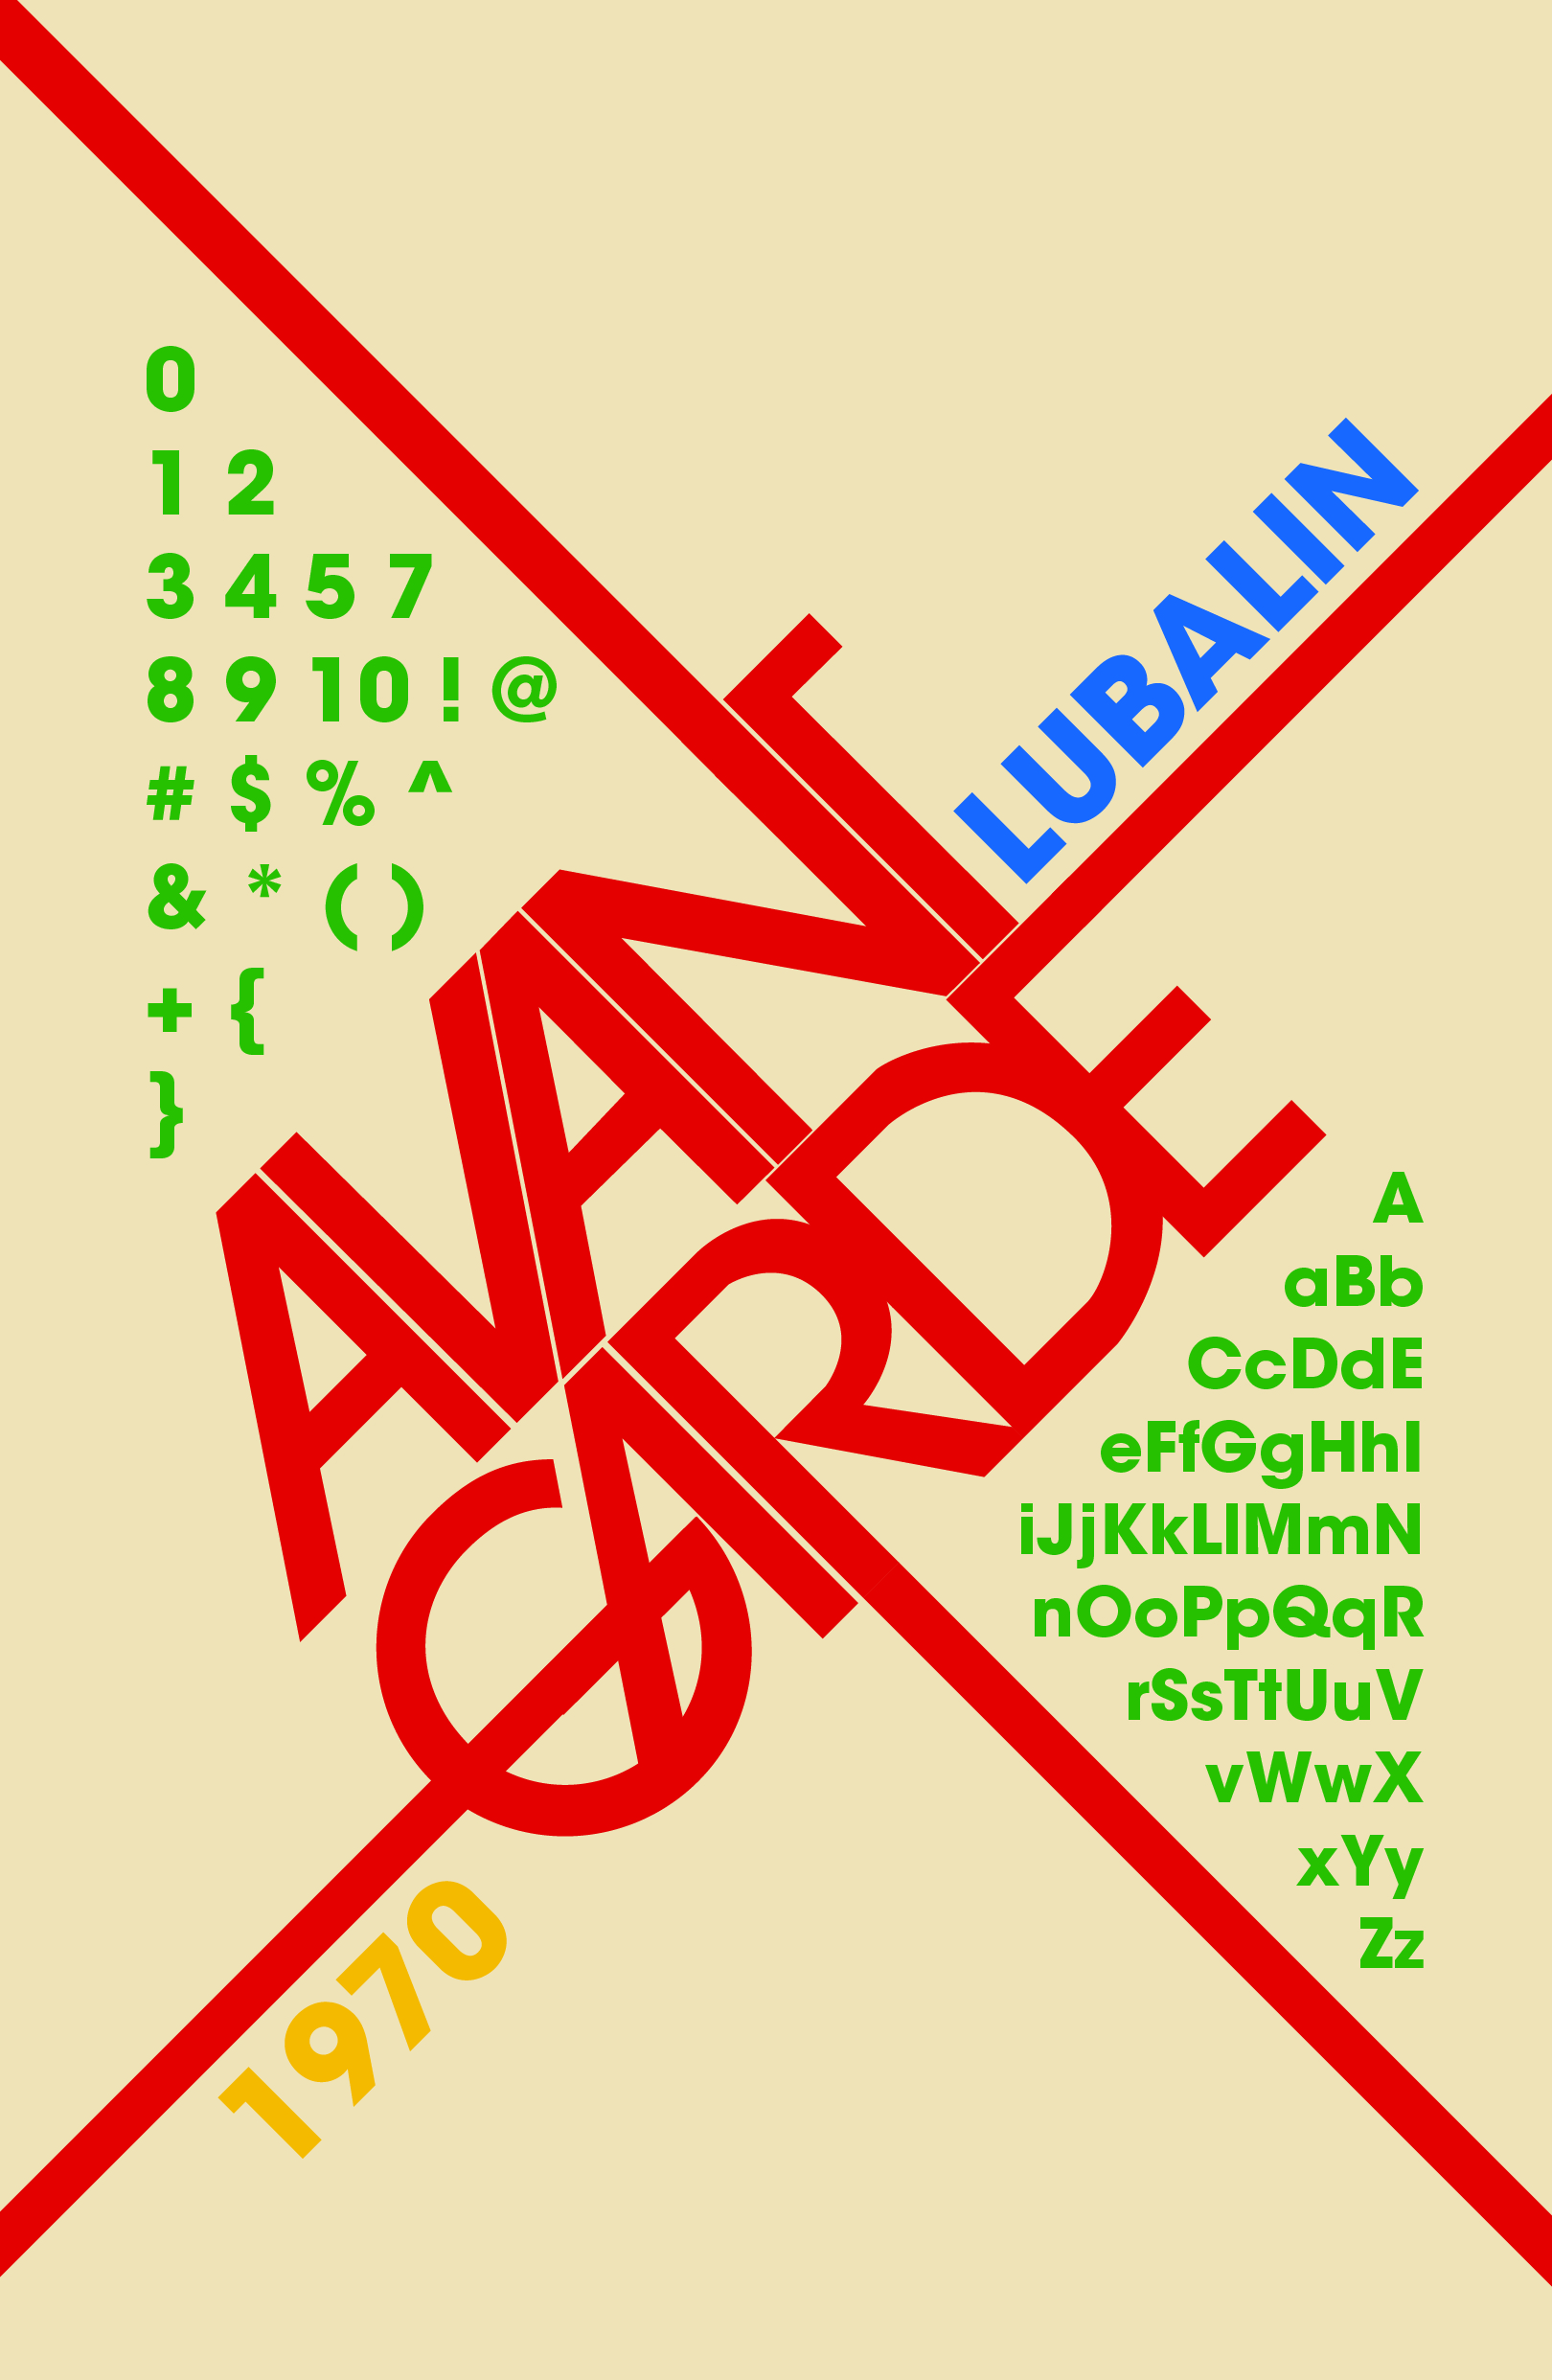 0
1 2
3 4 5 7
8 9 10 ! @
# $ % ^
& * ( )
+ {
}
LUBALIN
AVANT
GARDE
A
aBb
CcDdE
eFfGgHhI
iJjKkLlMmN
nOoPpQqR
rSsTtUuV
vWwX
xYy
Zz
1970